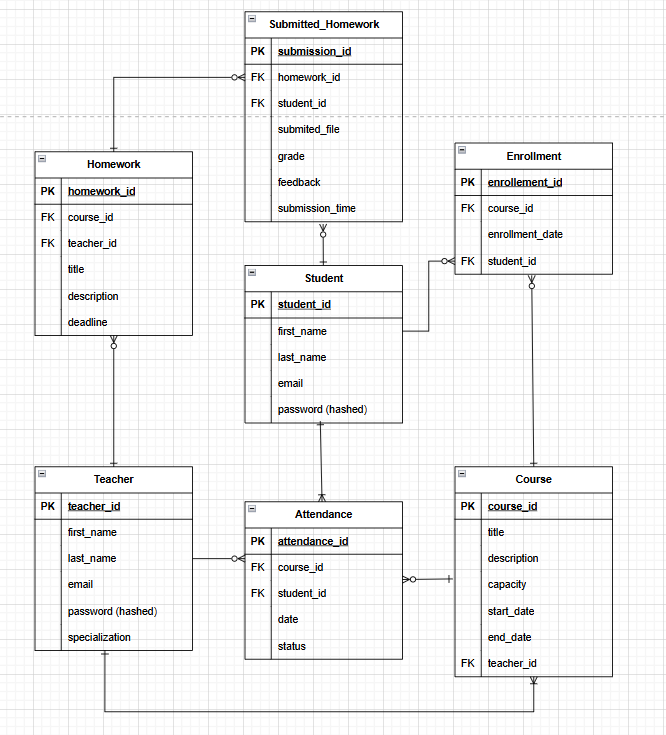 Submitted_Homework
PK submission_id
FK homework_id
FK student_id
submited_file
grade
feedback
submission_time
Homework
PK homework_id
FK course_id
FK teacher_id
title
description
deadline
Enrollment
PK enrollement_id
FK course_id
enrollment_date
FK student_id
Student
PK student_id
first_name
last_name
email
password (hashed)
Teacher
PK teacher_id
first_name
last_name
email
password (hashed)
specialization
Attendance
PK attendance_id
FK course_id
FK student_id
date
status
Course
PK course_id
title
description
capacity
start_date
end_date
FK teacher_id